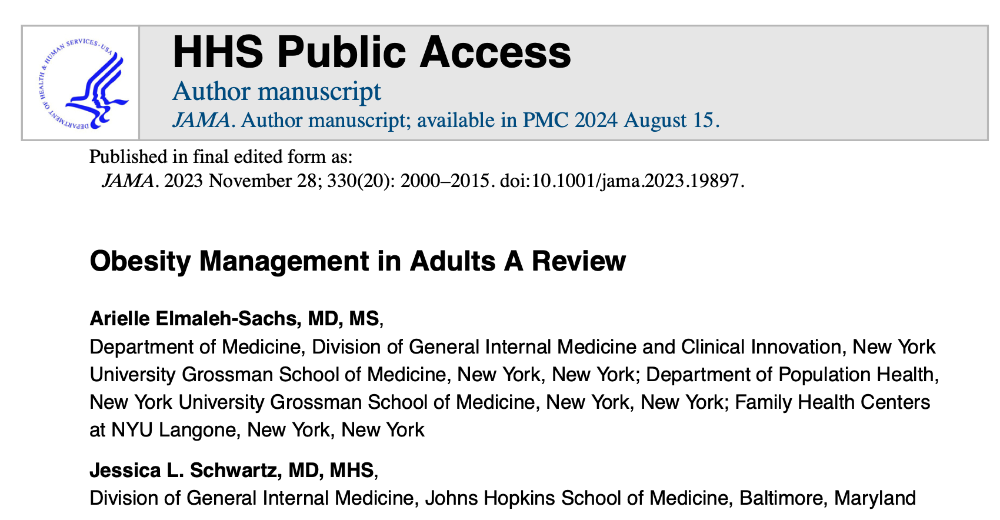 DEPARTMENT OF HEALTH & HUMAN SERVICES · USA
HHS Public Access
Author manuscript
JAMA. Author manuscript; available in PMC 2024 August 15.
Published in final edited form as:
JAMA. 2023 November 28; 330(20): 2000–2015. doi:10.1001/jama.2023.19897.
Obesity Management in Adults A Review
Arielle Elmaleh-Sachs, MD, MS,
Department of Medicine, Division of General Internal Medicine and Clinical Innovation, New York
University Grossman School of Medicine, New York, New York; Department of Population Health,
New York University Grossman School of Medicine, New York, New York; Family Health Centers
at NYU Langone, New York, New York
Jessica L. Schwartz, MD, MHS,
Division of General Internal Medicine, Johns Hopkins School of Medicine, Baltimore, Maryland